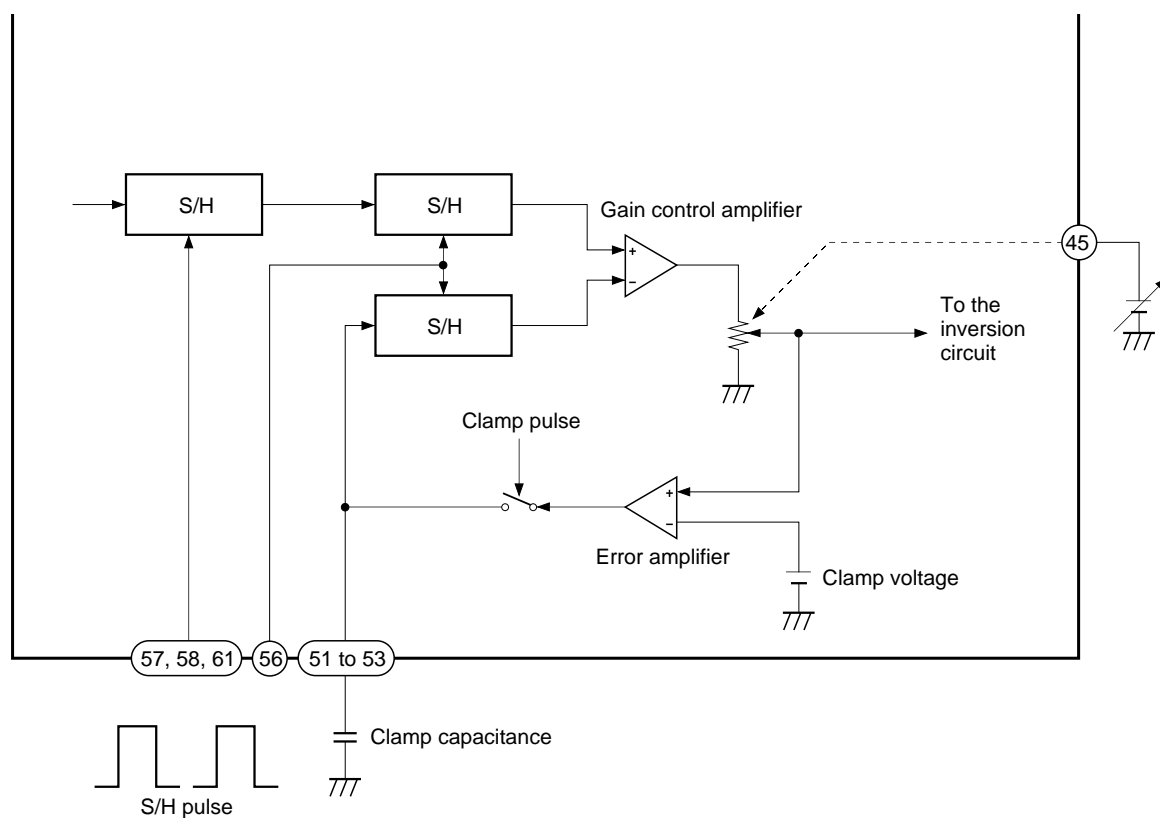 S/H
S/H
Gain control amplifier
+
−
45
S/H
To the
inversion
circuit
Clamp pulse
+
−
Error amplifier
Clamp voltage
57, 58, 61
56
51 to 53
Clamp capacitance
S/H pulse